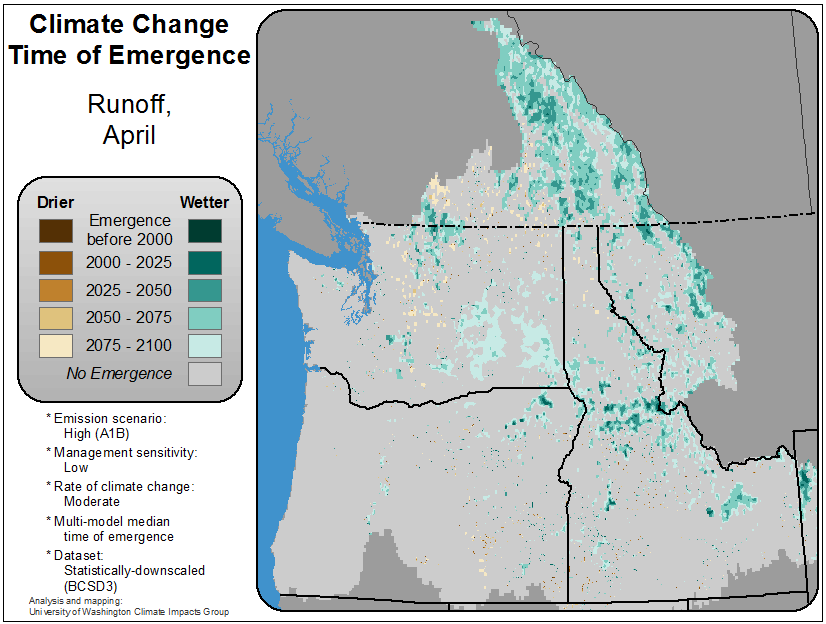 Climate Change
Time of Emergence
Runoff,
April
Drier
Wetter
Emergence
before 2000
2000 - 2025
2025 - 2050
2050 - 2075
2075 - 2100
No Emergence
* Emission scenario:
High (A1B)
* Management sensitivity:
Low
* Rate of climate change:
Moderate
* Multi-model median
time of emergence
* Dataset:
Statistically-downscaled
(BCSD3)
Analysis and mapping:
University of Washington Climate Impacts Group